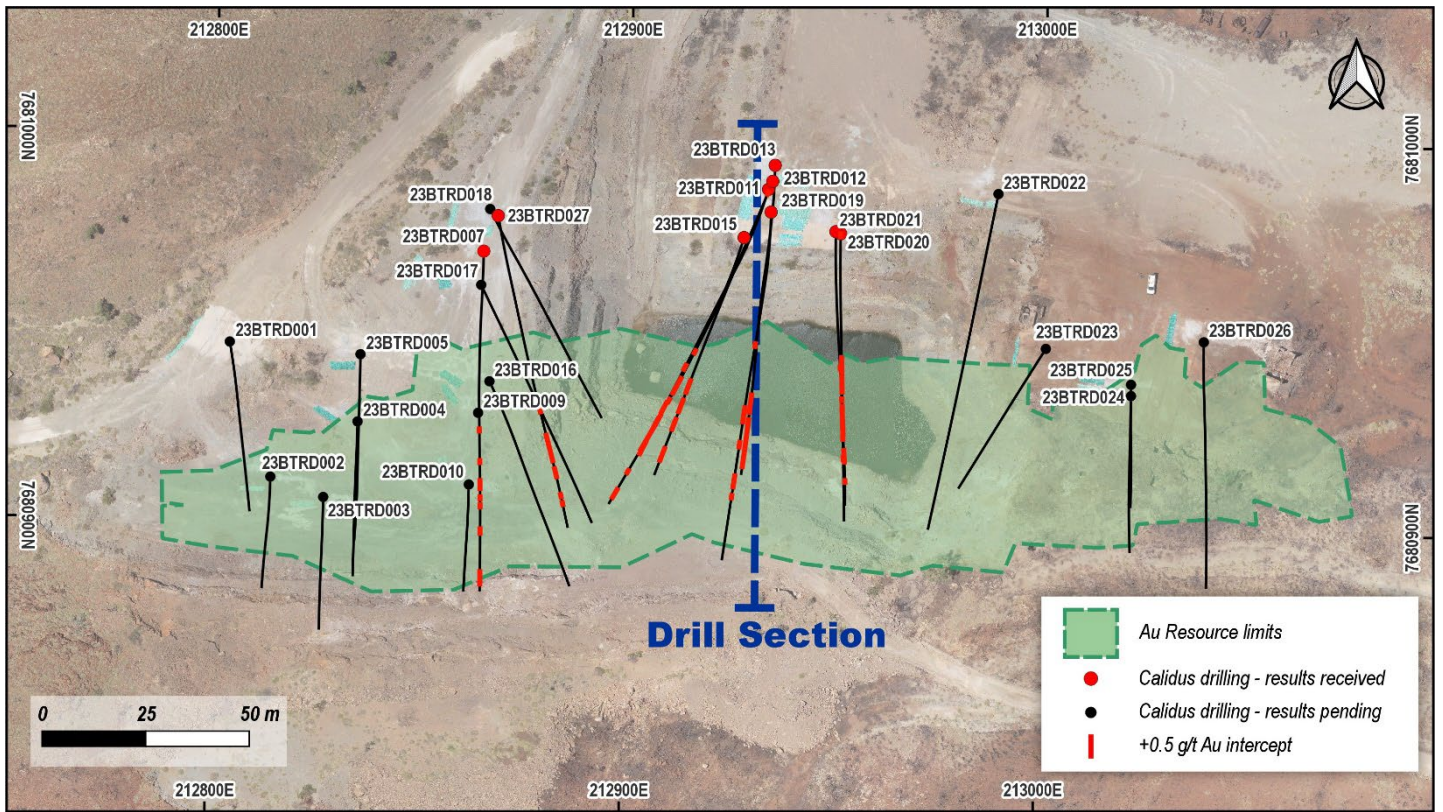 212800E
212900E
213000E
7681000N
7681000N
23BTRD013
23BTRD018
23BTRD011
23BTRD012
23BTRD022
23BTRD027
23BTRD019
23BTRD007
23BTRD015
23BTRD021
23BTRD020
23BTRD017
23BTRD001
23BTRD005
23BTRD023
23BTRD026
23BTRD016
23BTRD025
23BTRD009
23BTRD024
23BTRD004
23BTRD002
23BTRD010
23BTRD003
7680900N
7680900N
Drill Section
Au Resource limits
Calidus drilling - results received
Calidus drilling - results pending
+0.5 g/t Au intercept
0 25 50 m
212800E
212900E
213000E